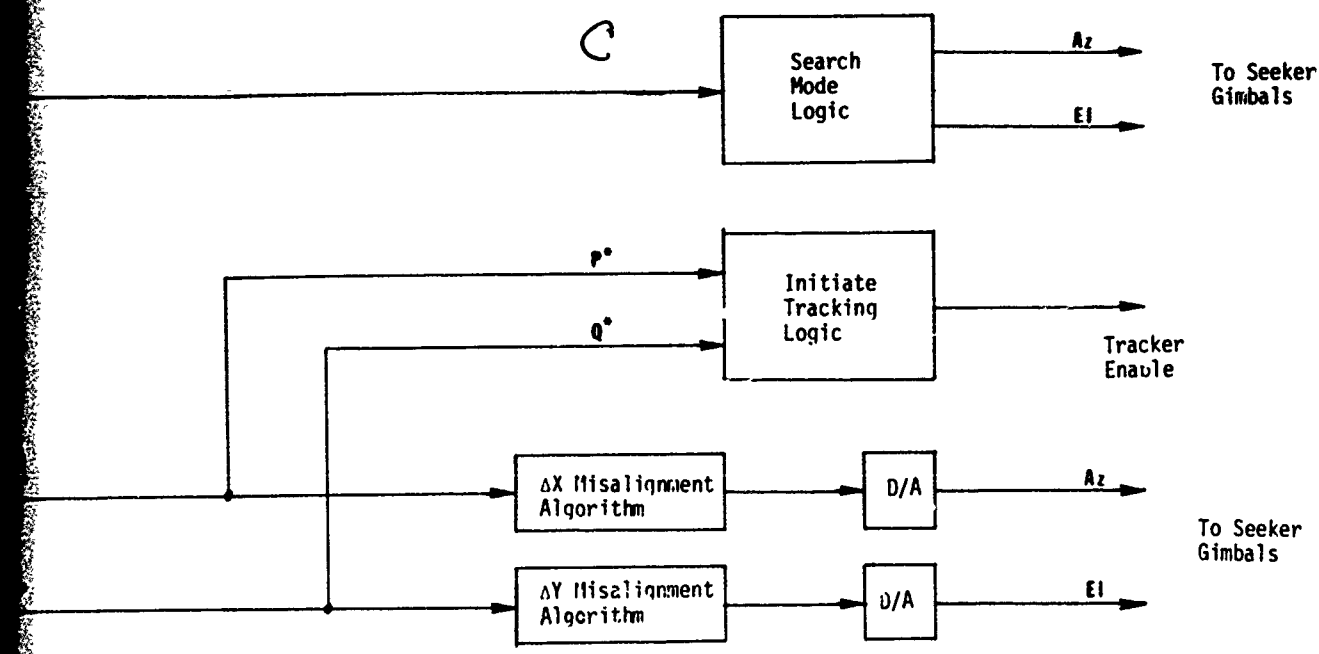 C
Search
Mode
Logic
Az
El
To Seeker
Gimbals
P*
Q*
Initiate
Tracking
Logic
Tracker
Enable
ΔX Misalignment
Algorithm
D/A
Az
To Seeker
Gimbals
ΔY Misalignment
Algorithm
D/A
El